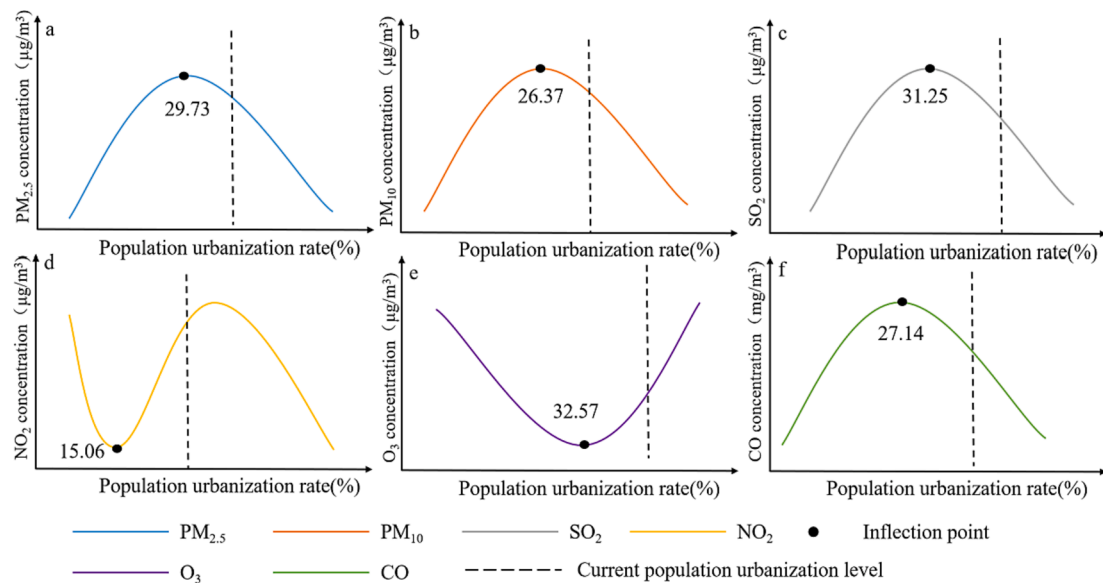 a
PM2.5 concentration（μg/m³）
29.73
Population urbanization rate(%)
b
PM10 concentration（μg/m³）
26.37
Population urbanization rate(%)
c
SO2 concentration（μg/m³）
31.25
Population urbanization rate(%)
d
NO2 concentration（μg/m³）
15.06
Population urbanization rate(%)
e
O3 concentration（μg/m³）
32.57
Population urbanization rate(%)
f
CO concentration（mg/m³）
27.14
Population urbanization rate(%)
PM2.5
PM10
SO2
NO2
Inflection point
O3
CO
Current population urbanization level